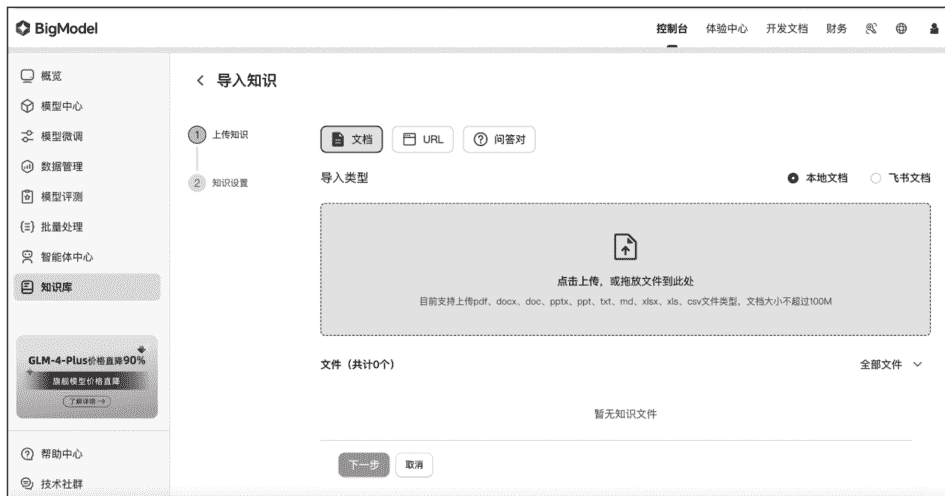 BigModel
控制台 体验中心 开发文档 财务
概览
模型中心
模型微调
数据管理
模型评测
批量处理
智能体中心
知识库
GLM-4-Plus价格直降90%
旗舰模型价格直降
了解详情→
帮助中心
技术社群
导入知识
1 上传知识
2 知识设置
文档 URL 问答对
导入类型 本地文档 飞书文档
点击上传，或拖放文件到此处
目前支持上传pdf、docx、doc、pptx、ppt、txt、md、xlsx、xls、csv文件类型，文档大小不超过100M
文件（共计0个） 全部文件
暂无知识文件
下一步 取消